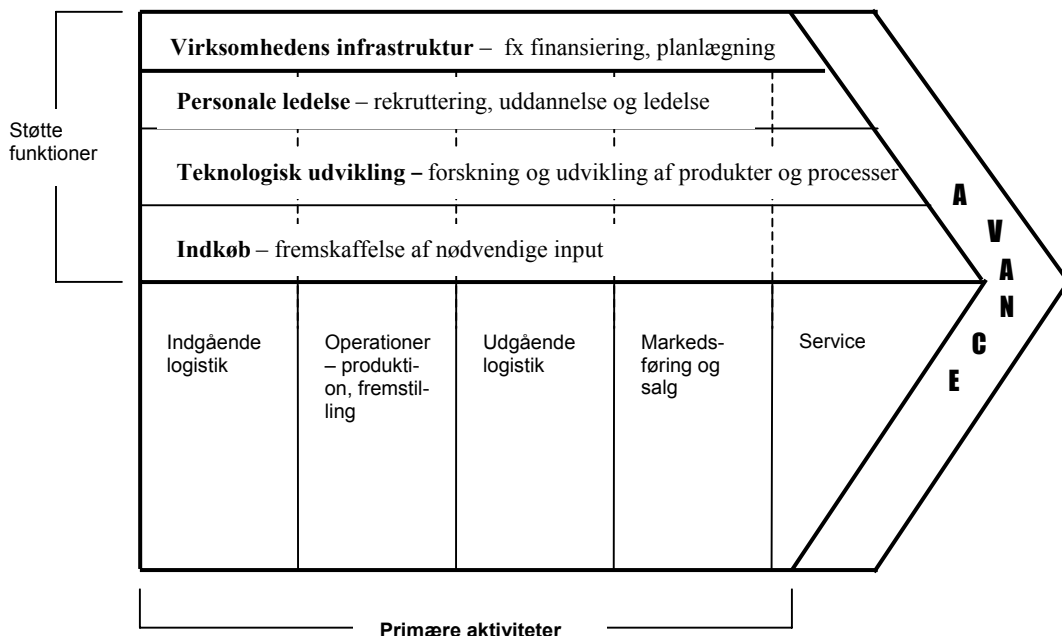 Virksomhedens infrastruktur – fx finansiering, planlægning
Personale ledelse – rekruttering, uddannelse og ledelse
Støtte
funktioner
Teknologisk udvikling – forskning og udvikling af produkter og processer
Indkøb – fremskaffelse af nødvendige input
AVANCE
Indgående
logistik
Operationer
– produkti-
on, fremstil-
ling
Udgående
logistik
Markeds-
føring og
salg
Service
Primære aktiviteter